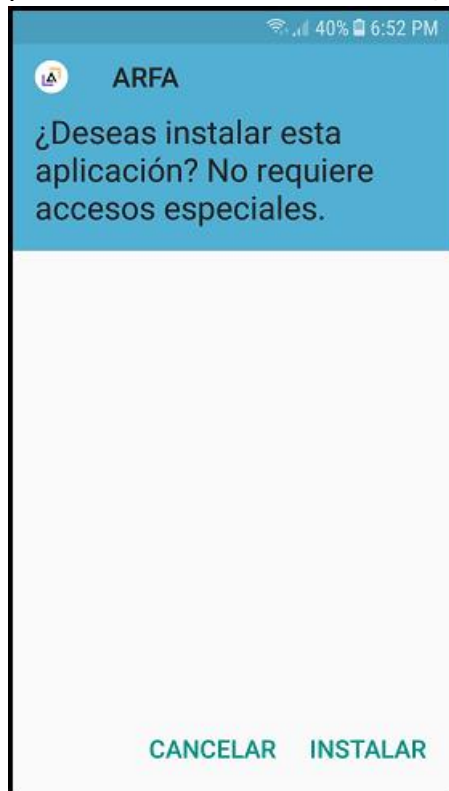 40% 6:52 PM
ARFA
¿Deseas instalar esta
aplicación? No requiere
accesos especiales.
CANCELAR INSTALAR